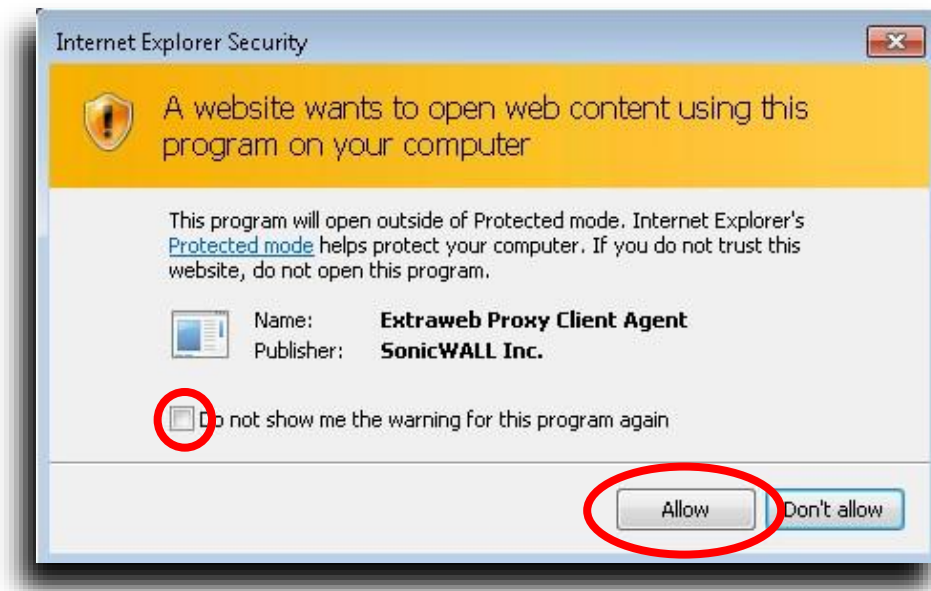 Internet Explorer Security
A website wants to open web content using this
program on your computer
This program will open outside of Protected mode. Internet Explorer's
Protected mode helps protect your computer. If you do not trust this
website, do not open this program.
Name: Extraweb Proxy Client Agent
Publisher: SonicWALL Inc.
Do not show me the warning for this program again
Allow Don't allow